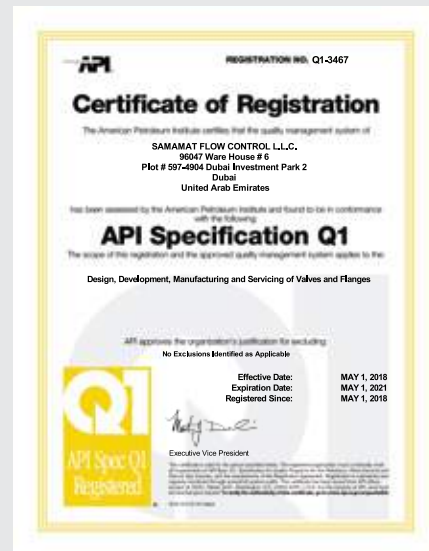 API
REGISTRATION NO. Q1-3467
Certificate of Registration
The American Petroleum Institute certifies that the quality management system of
SAMAMAT FLOW CONTROL L.L.C.
96047 Ware House # 6
Plot # 597-4904 Dubai Investment Park 2
Dubai
United Arab Emirates
has been assessed by the American Petroleum Institute and found to be in conformance
with the following:
API Specification Q1
The scope of this registration and the approved quality management system applies to the
Design, Development, Manufacturing and Servicing of Valves and Flanges
API approves the organization's justification for excluding:
No Exclusions Identified as Applicable
Effective Date: MAY 1, 2018
Expiration Date: MAY 1, 2021
Registered Since: MAY 1, 2018
Q1
API Spec Q1
Registered
Executive Vice President